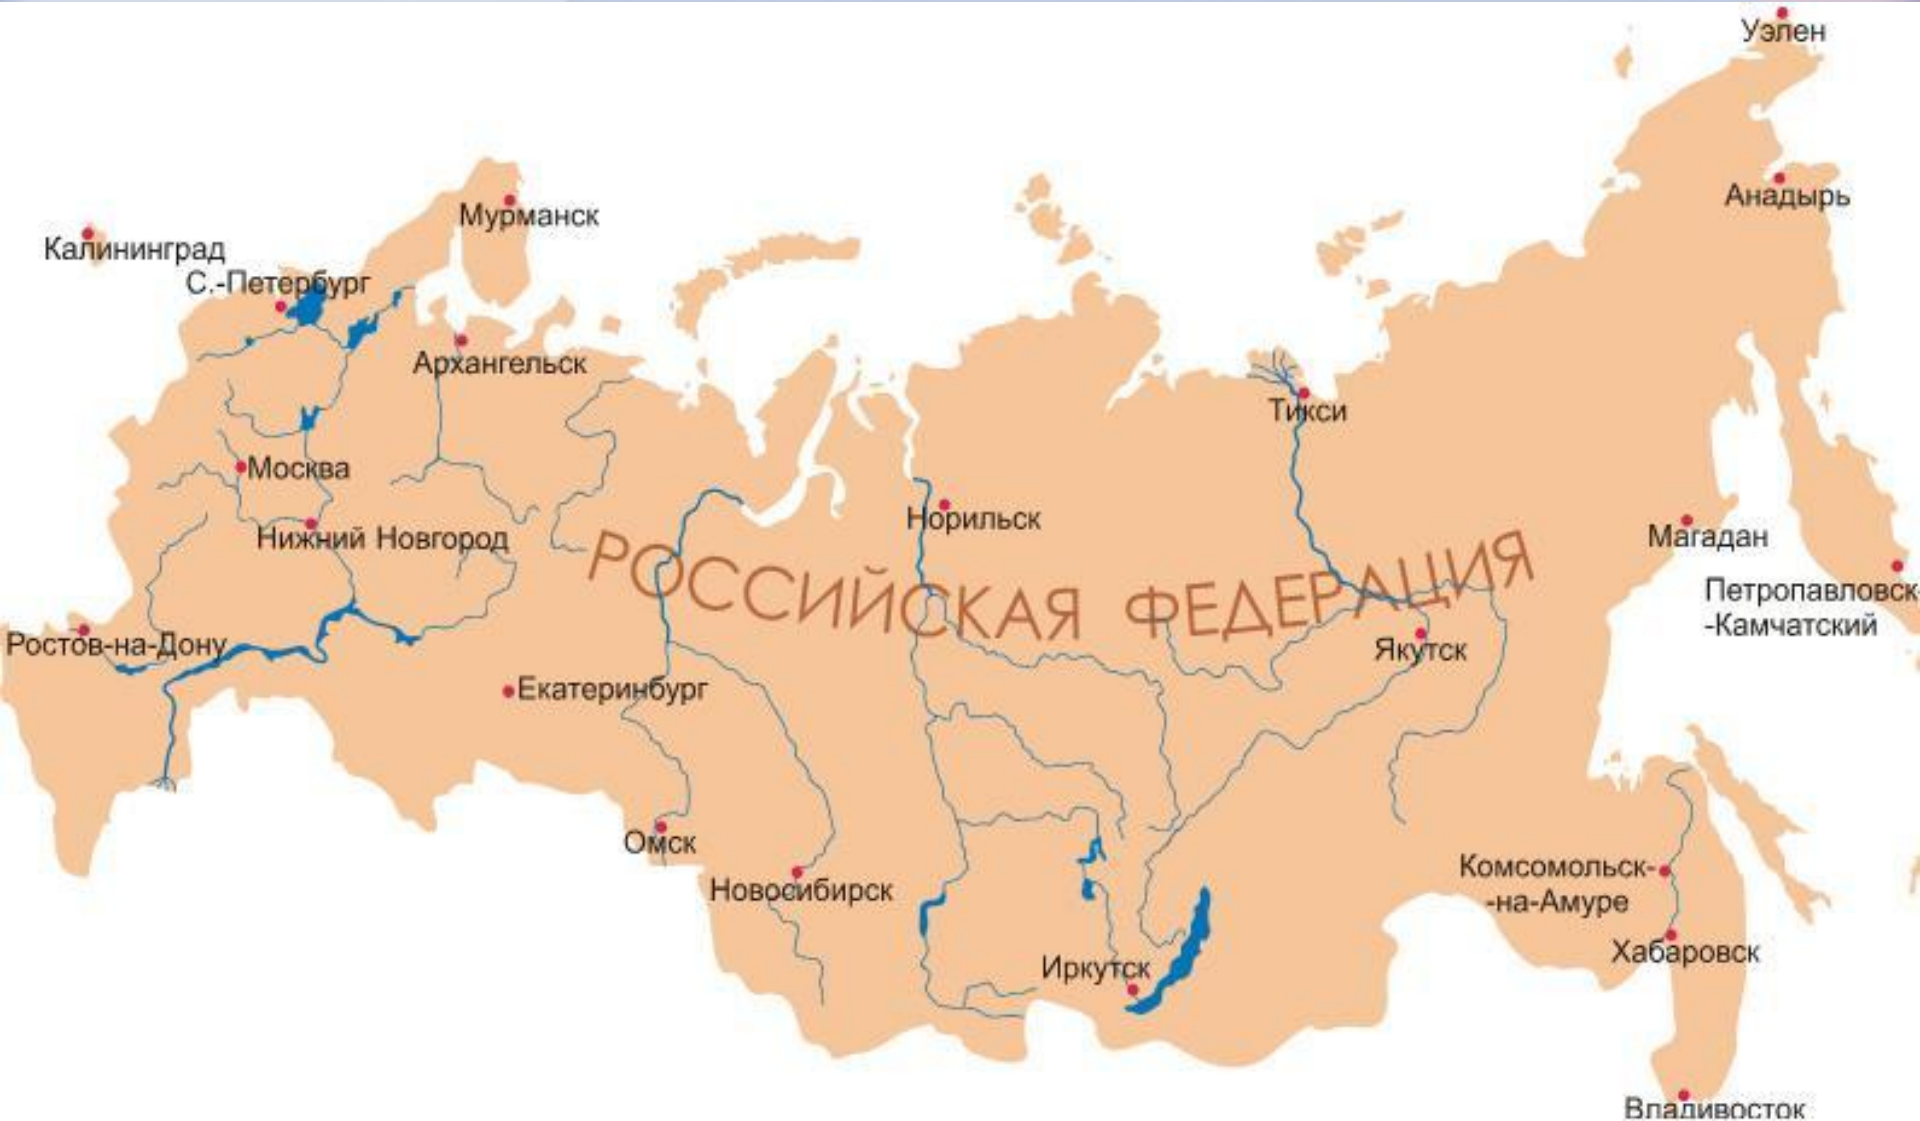 Уэлен
Анадырь
Мурманск
Калининград
С.-Петербург
Архангельск
Тикси
Москва
Норильск
Нижний Новгород
Магадан
РОССИЙСКАЯ ФЕДЕРАЦИЯ
Петропавловск-
-Камчатский
Ростов-на-Дону
Якутск
Екатеринбург
Омск
Новосибирск
Комсомольск-
-на-Амуре
Хабаровск
Иркутск
Владивосток